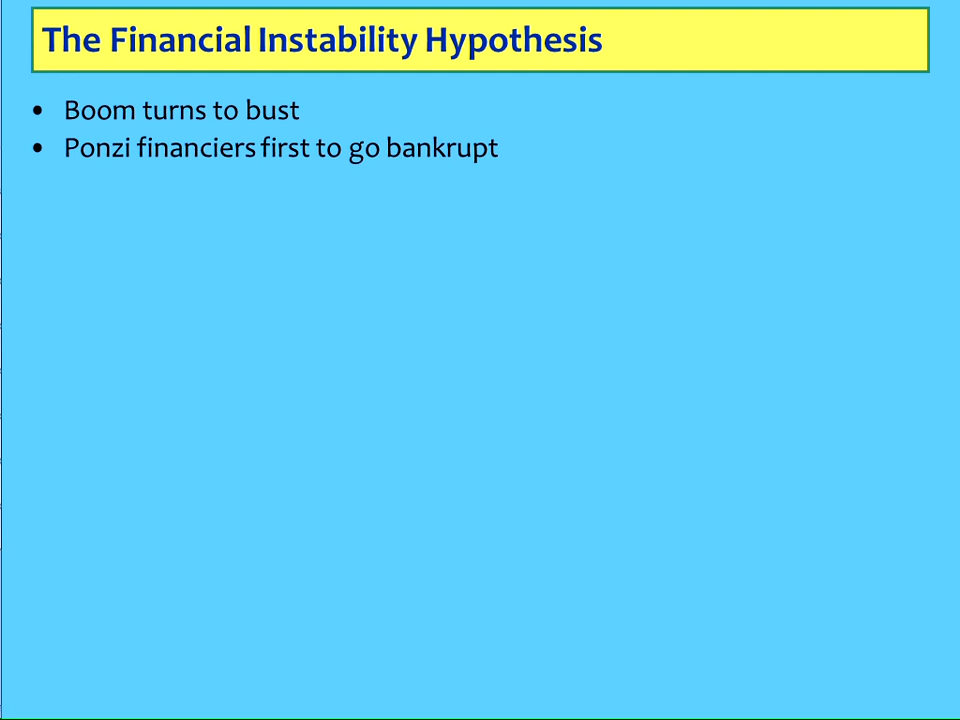 The Financial Instability Hypothesis
• Boom turns to bust
• Ponzi financiers first to go bankrupt